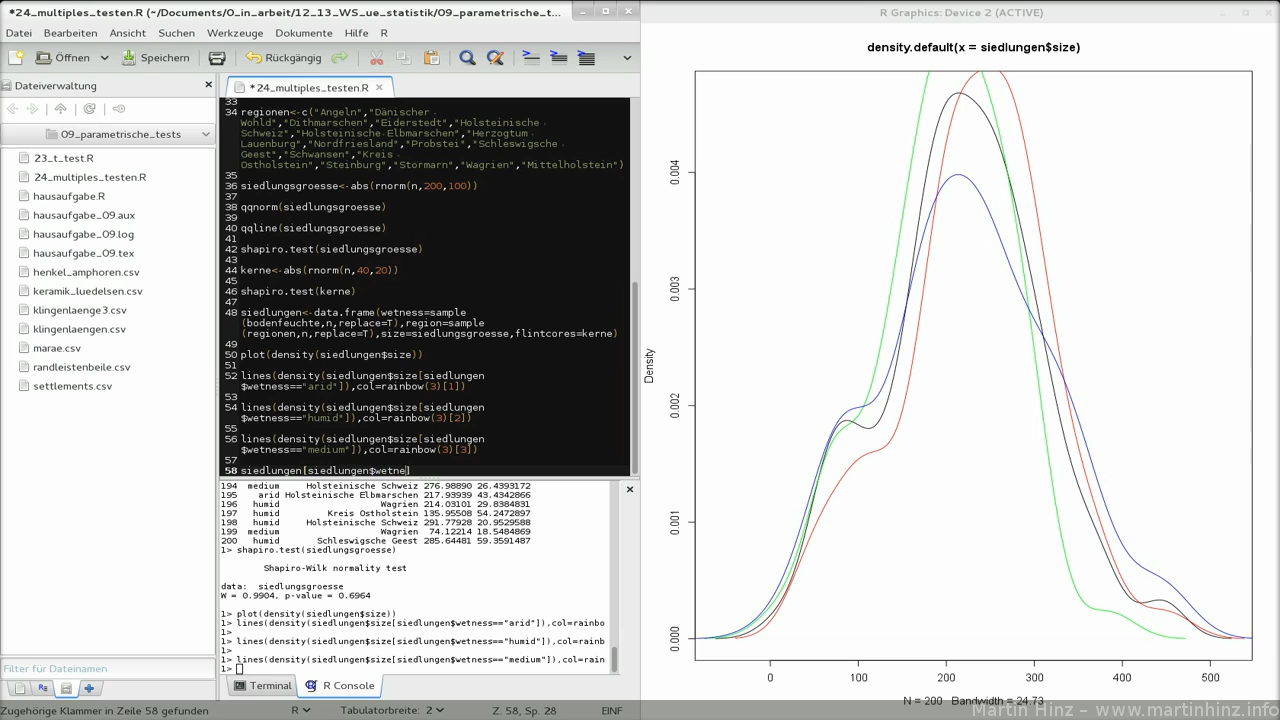 *24_multiples_testen.R (~/Documents/0_in_arbeit/12_13_WS_ue_statistik/09_parametrische_t...
R Graphics: Device 2 (ACTIVE)
Datei Bearbeiten Ansicht Suchen Werkzeuge Dokumente Hilfe R
Öffnen Speichern Rückgängig
Dateiverwaltung
09_parametrische_tests
23_t_test.R
24_multiples_testen.R
hausaufgabe.R
hausaufgabe_09.aux
hausaufgabe_09.log
hausaufgabe_09.tex
henkel_amphoren.csv
keramik_luedelsen.csv
klingenlaenge3.csv
klingenlaengen.csv
marae.csv
randleistenbeile.csv
settlements.csv
Filter für Dateinamen
* 24_multiples_testen.R
33
34 regionen<-c("Angeln","Dänischer
Wohld","Dithmarschen","Eiderstedt","Holsteinische
Schweiz","Holsteinische Elbmarschen","Herzogtum
Lauenburg","Nordfriesland","Probstei","Schleswigsche
Geest","Schwansen","Kreis
Ostholstein","Steinburg","Stormarn","Wagrien","Mittelholstein")
35
36 siedlungsgroesse<-abs(rnorm(n,200,100))
37
38 qqnorm(siedlungsgroesse)
39
40 qqline(siedlungsgroesse)
41
42 shapiro.test(siedlungsgroesse)
43
44 kerne<-abs(rnorm(n,40,20))
45
46 shapiro.test(kerne)
47
48 siedlungen<-data.frame(wetness=sample
(bodenfeuchte,n,replace=T),region=sample
(regionen,n,replace=T),size=siedlungsgroesse,flintcores=kerne)
49
50 plot(density(siedlungen$size))
51
52 lines(density(siedlungen$size[siedlungen
$wetness=="arid"]),col=rainbow(3)[1])
53
54 lines(density(siedlungen$size[siedlungen
$wetness=="humid"]),col=rainbow(3)[2])
55
56 lines(density(siedlungen$size[siedlungen
$wetness=="medium"]),col=rainbow(3)[3])
57
58 siedlungen[siedlungen$wetne]
194 medium Holsteinische Schweiz 276.98890 26.4393172
195 arid Holsteinische Elbmarschen 217.93939 43.4342866
196 humid Wagrien 214.03101 29.8384831
197 humid Kreis Ostholstein 135.95508 54.2472897
198 humid Holsteinische Schweiz 291.77928 20.9529588
199 medium Wagrien 74.12214 18.5484869
200 humid Schleswigsche Geest 285.64481 59.3591487
1> shapiro.test(siedlungsgroesse)
Shapiro-Wilk normality test
data: siedlungsgroesse
W = 0.9904, p-value = 0.6964
1> plot(density(siedlungen$size))
1> lines(density(siedlungen$size[siedlungen$wetness=="arid"]),col=rainbo
1>
1> lines(density(siedlungen$size[siedlungen$wetness=="humid"]),col=rainb
1>
1> lines(density(siedlungen$size[siedlungen$wetness=="medium"]),col=rain
1>
Terminal R Console
Zugehörige Klammer in Zeile 58 gefunden R Tabulatorbreite: 2 Z. 58, Sp. 28 EINF
density.default(x = siedlungen$size)
Density
0.004
0.003
0.002
0.001
0.000
0 100 200 300 400 500
N = 200 Bandwidth = 24.73
Martin Hinz - www.martinhinz.info